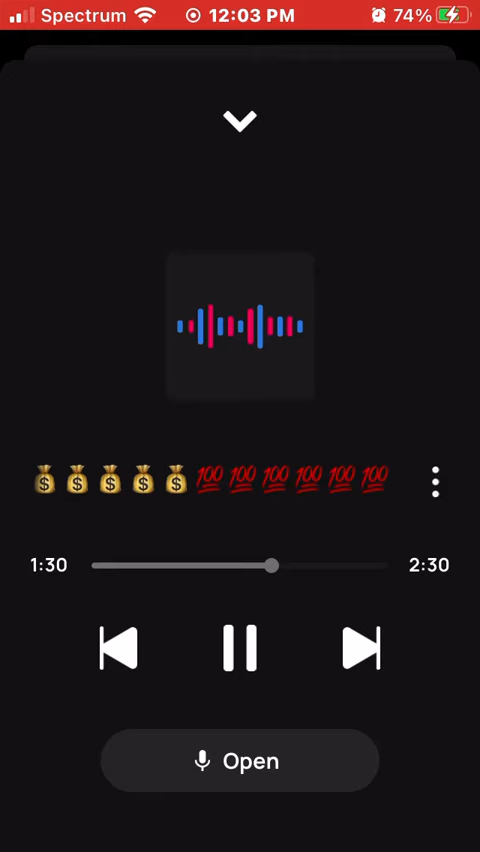 Spectrum 12:03 PM 74%
💰💰💰💰💰💯💯💯💯💯💯
1:30 2:30
Open